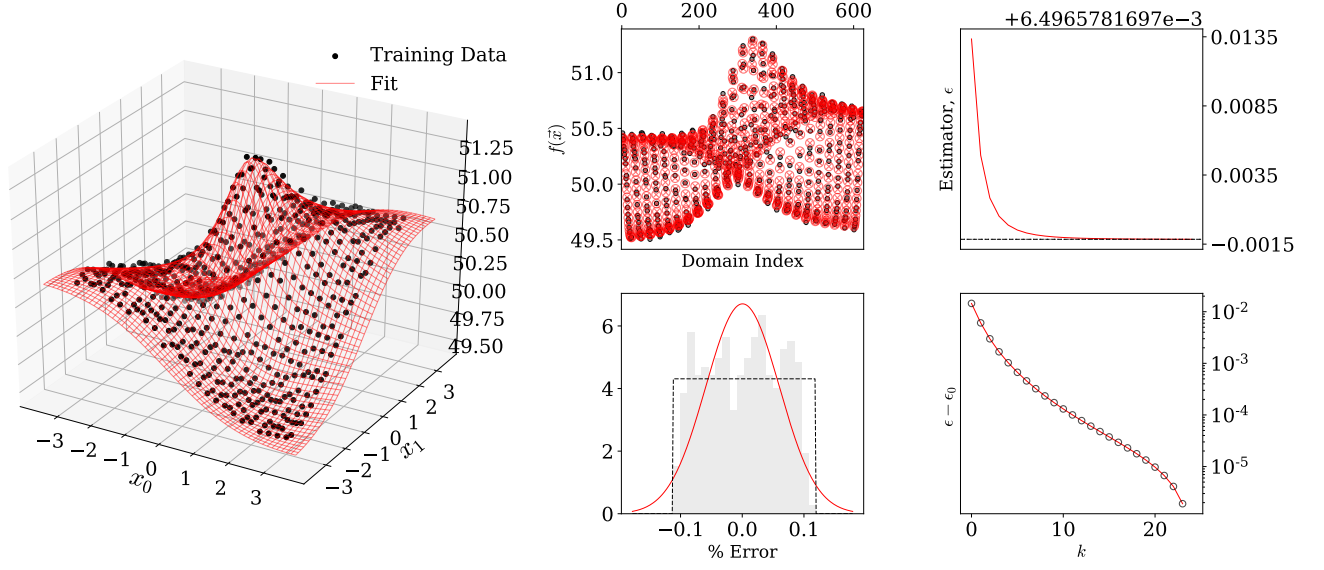 Training Data
Fit
51.25
51.00
50.75
50.50
50.25
50.00
49.75
49.50
−3
−2
−1
0
1
2
3
x₀
−3
−2
−1
0
1
2
3
x₁
0 200 400 600
51.0
50.5
50.0
49.5
f(x⃗)
Domain Index
6
4
2
0
−0.1 0.0 0.1
% Error
+6.4965781697e−3
0.0135
0.0085
0.0035
−0.0015
Estimator, ϵ
10⁻²
10⁻³
10⁻⁴
10⁻⁵
ϵ − ϵ₀
0 10 20
k